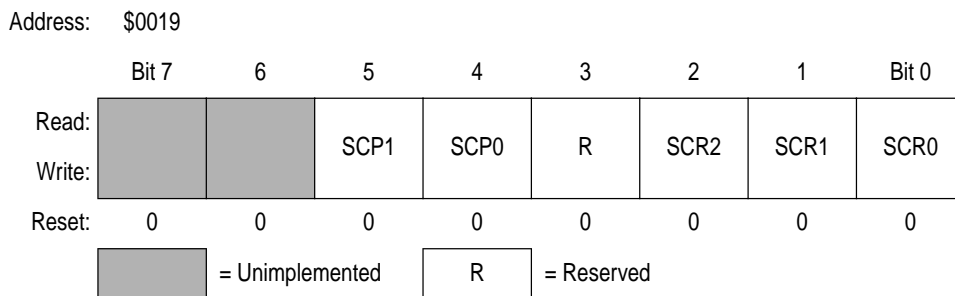 Address: $0019
Bit 7 6 5 4 3 2 1 Bit 0
Read:
SCP1 SCP0 R SCR2 SCR1 SCR0
Write:
Reset: 0 0 0 0 0 0 0 0
= Unimplemented R = Reserved